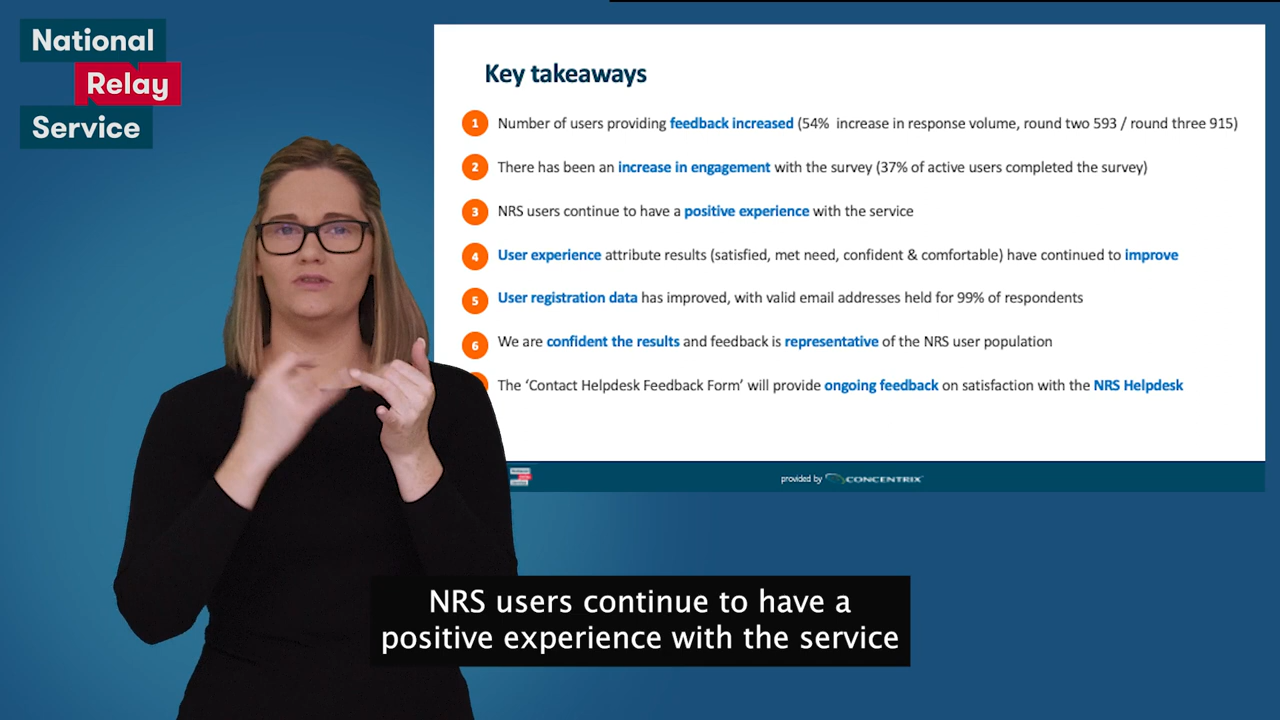 National
Relay
Service
Key takeaways
1 Number of users providing feedback increased (54% increase in response volume, round two 593 / round three 915)
2 There has been an increase in engagement with the survey (37% of active users completed the survey)
3 NRS users continue to have a positive experience with the service
4 User experience attribute results (satisfied, met need, confident & comfortable) have continued to improve
5 User registration data has improved, with valid email addresses held for 99% of respondents
6 We are confident the results and feedback is representative of the NRS user population
The ‘Contact Helpdesk Feedback Form’ will provide ongoing feedback on satisfaction with the NRS Helpdesk
provided by CONCENTRIX
NRS users continue to have a
positive experience with the service